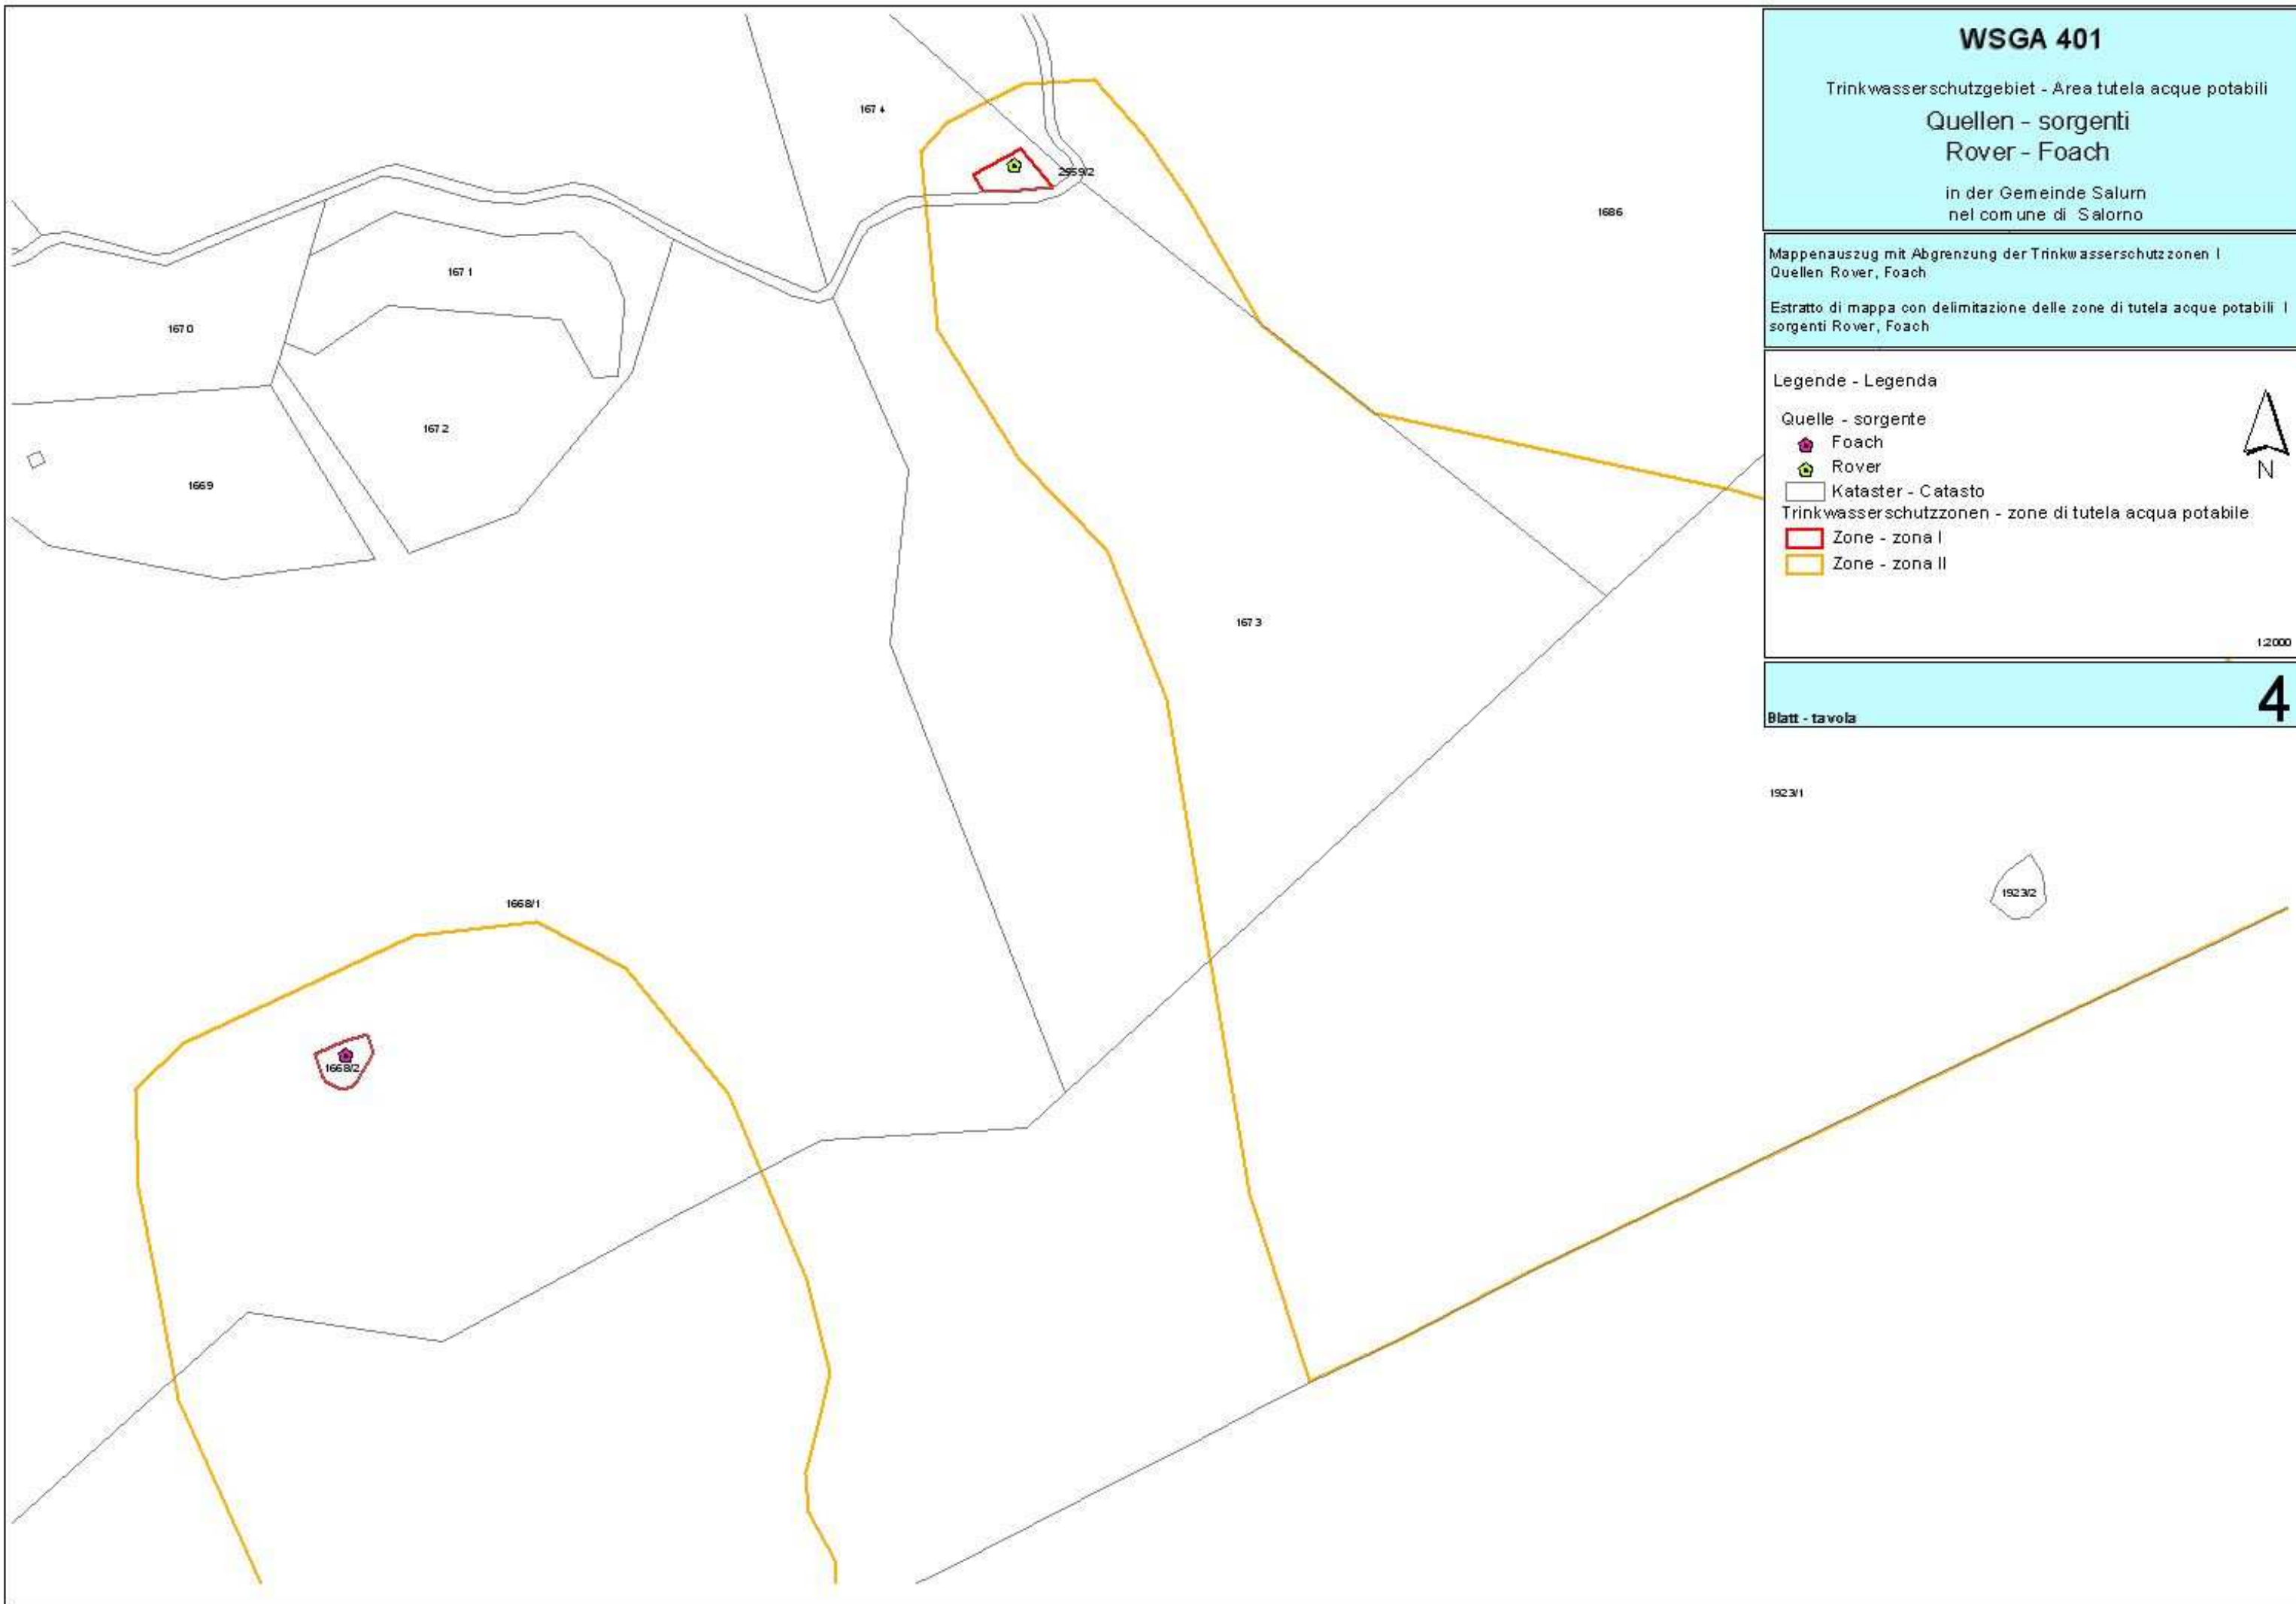 WSGA 401
Trinkwasserschutzgebiet - Area tutela acque potabili
Quellen - sorgenti
Rover - Foach
in der Gemeinde Salurn
nel comune di Salorno
Mappenauszug mit Abgrenzung der Trinkwasserschutzzonen I
Quellen Rover, Foach
Estratto di mappa con delimitazione delle zone di tutela acque potabili I
sorgenti Rover, Foach
Legende - Legenda
Quelle - sorgente
Foach
Rover
N
Kataster - Catasto
Trinkwasserschutzzonen - zone di tutela acqua potabile
Zone - zona I
Zone - zona II
1:2000
4
Blatt - tavola
1674
2959/2
1686
1671
1670
1672
1669
1673
1923/1
1923/2
1668/1
1668/2